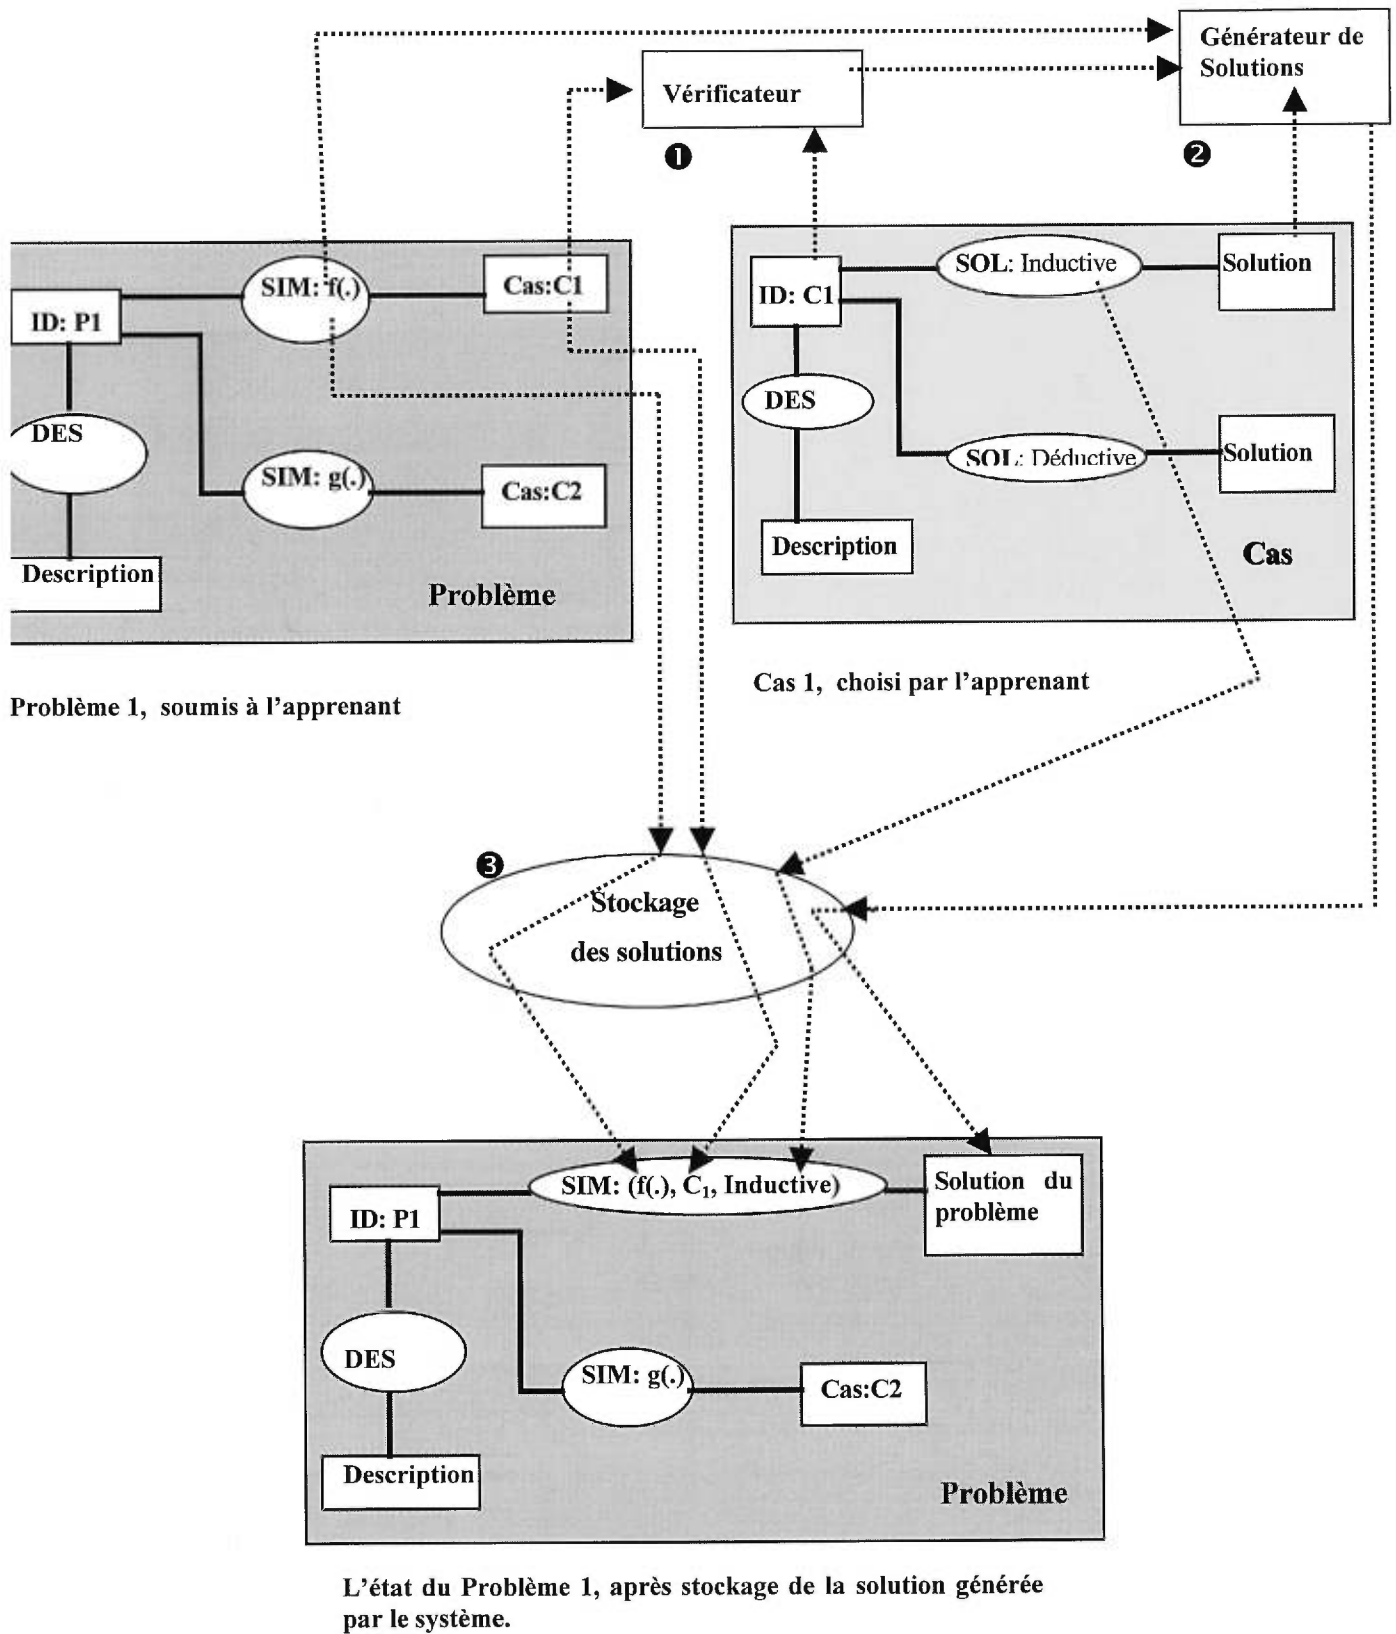 Générateur de
Solutions
Vérificateur
❶
❷
SIM: f(.)
Cas:C1
ID: P1
DES
SIM: g(.)
Cas:C2
Description
Problème
SOL: Inductive
Solution
ID: C1
DES
SOL: Déductive
Solution
Description
Cas
Problème 1, soumis à l'apprenant
Cas 1, choisi par l'apprenant
❸
Stockage
des solutions
SIM: (f(.), C₁, Inductive)
Solution du
problème
ID: P1
DES
SIM: g(.)
Cas:C2
Description
Problème
L'état du Problème 1, après stockage de la solution générée
par le système.